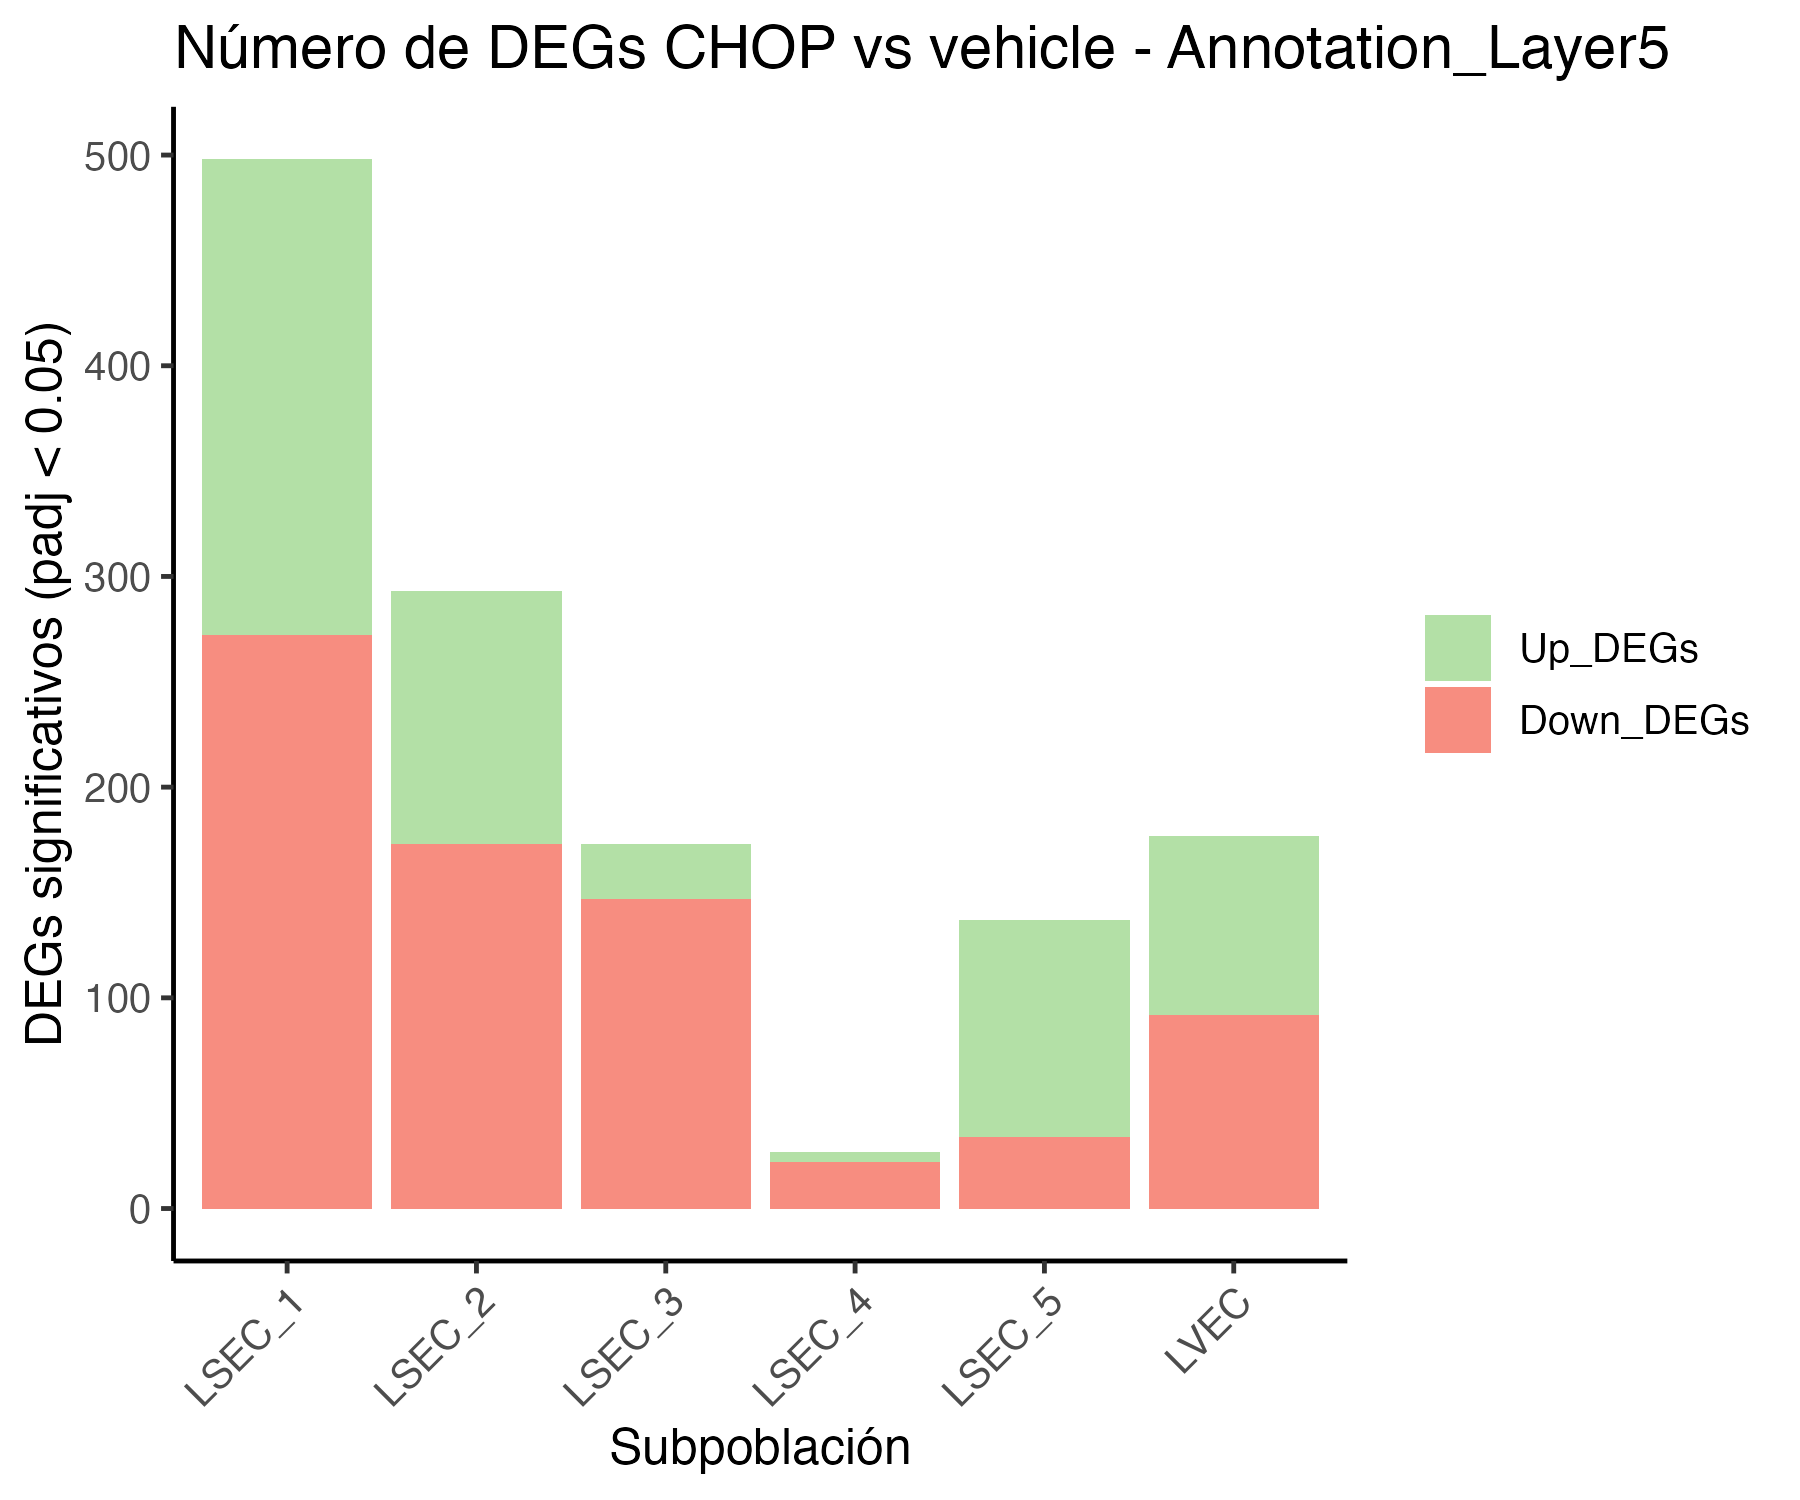 Número de DEGs CHOP vs vehicle - Annotation_Layer5
DEGs significativos (padj < 0.05)
500
400
300
200
100
0
LSEC_1
LSEC_2
LSEC_3
LSEC_4
LSEC_5
LVEC
Subpoblación
Up_DEGs
Down_DEGs